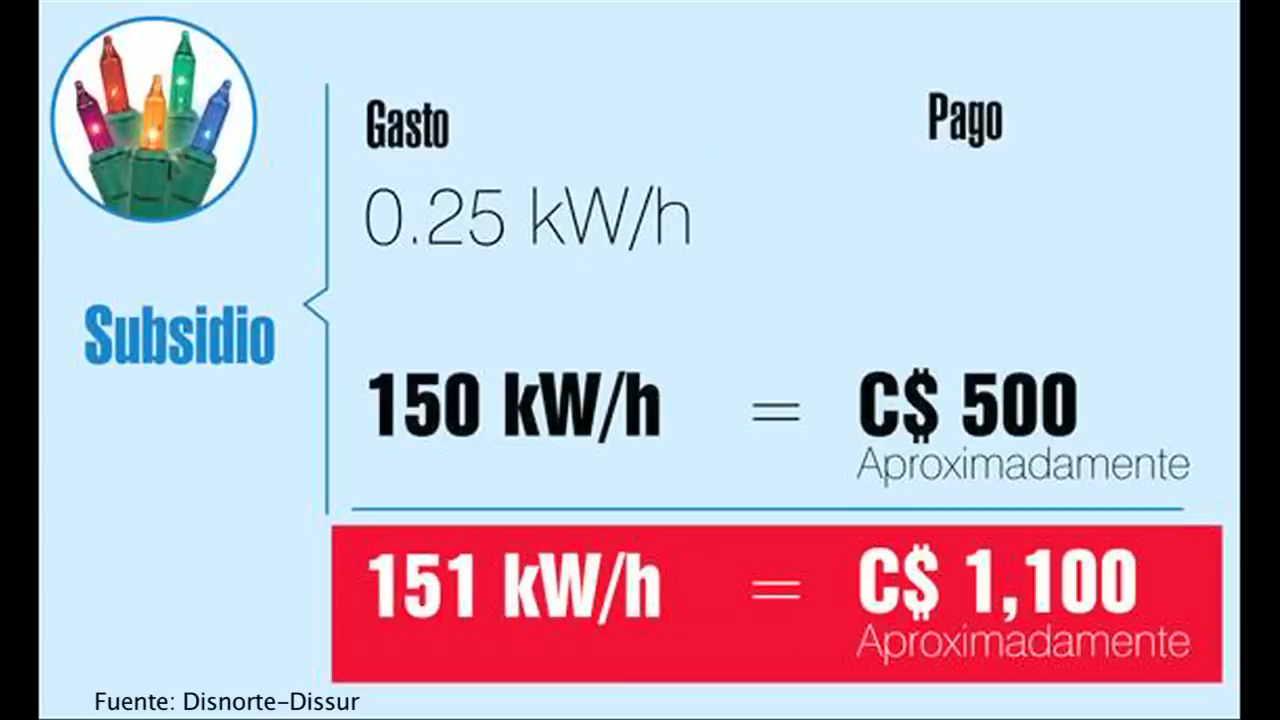 Gasto Pago
0.25 kW/h
Subsidio
150 kW/h = C$ 500
Aproximadamente
151 kW/h = C$ 1,100
Aproximadamente
Fuente: Disnorte-Dissur